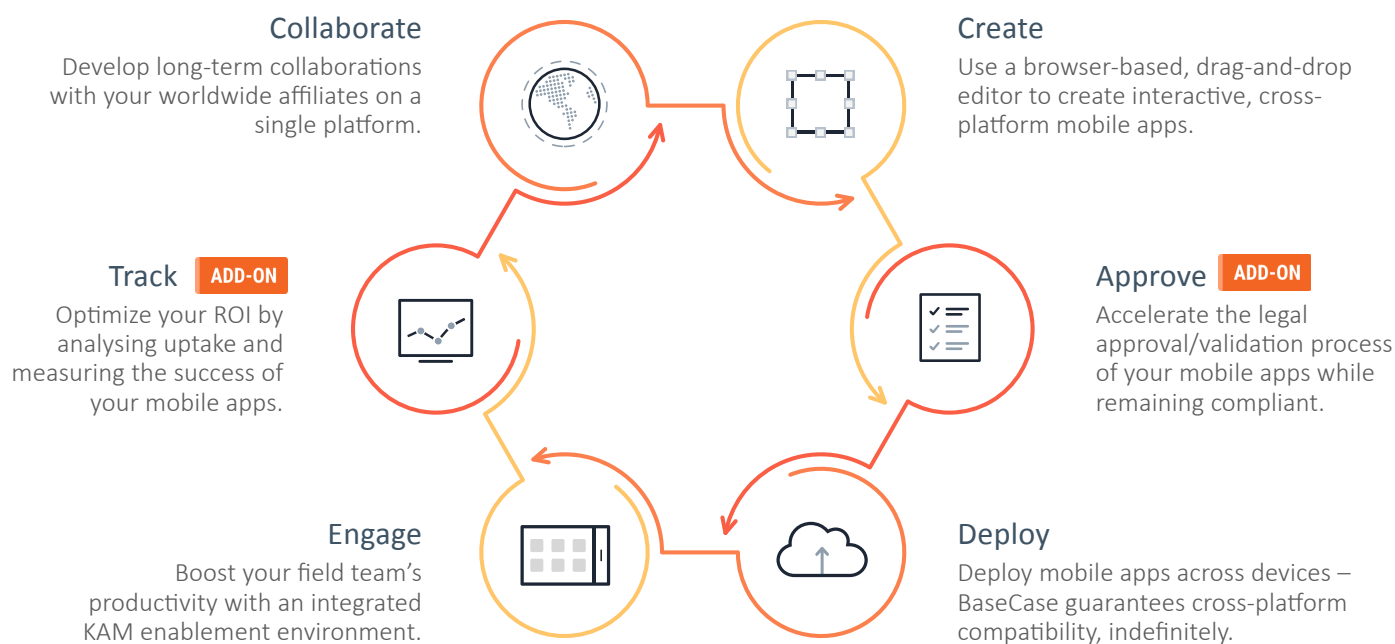 Collaborate
Develop long-term collaborations
with your worldwide affiliates on a
single platform.
Create
Use a browser-based, drag-and-drop
editor to create interactive, cross-
platform mobile apps.
Track ADD-ON
Optimize your ROI by
analysing uptake and
measuring the success of
your mobile apps.
Approve ADD-ON
Accelerate the legal
approval/validation process
of your mobile apps while
remaining compliant.
Engage
Boost your field team’s
productivity with an integrated
KAM enablement environment.
Deploy
Deploy mobile apps across devices –
BaseCase guarantees cross-platform
compatibility, indefinitely.